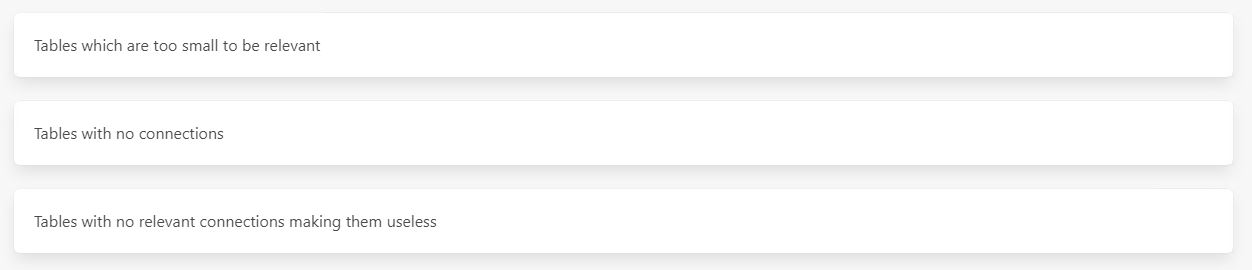 Tables which are too small to be relevant
Tables with no connections
Tables with no relevant connections making them useless